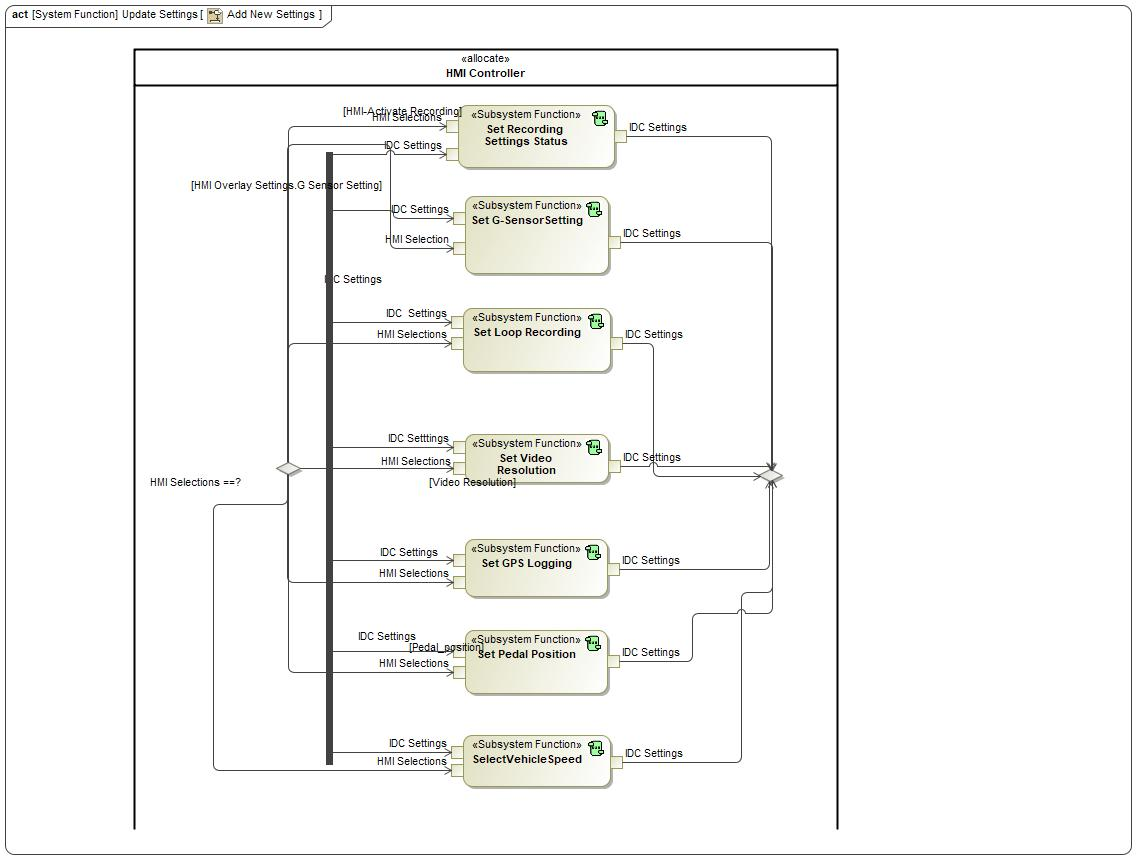 act [System Function] Update Settings [ Add New Settings ]
«allocate»
HMI Controller
[HMI-Activate Recording]
HMI Selections
«Subsystem Function»
Set Recording
Settings Status
IDC Settings
IDC Settings
[HMI Overlay Settings.G Sensor Setting]
IDC Settings
«Subsystem Function»
Set G-SensorSetting
HMI Selection
IDC Settings
C Settings
IDC Settings
HMI Selections
«Subsystem Function»
Set Loop Recording
IDC Settings
IDC Setttings
HMI Selections
«Subsystem Function»
Set Video
Resolution
IDC Settings
HMI Selections ==?
[Video Resolution]
IDC Settings
HMI Selections
«Subsystem Function»
Set GPS Logging
IDC Settings
IDC Settings
[Pedal_position]
HMI Selections
«Subsystem Function»
Set Pedal Position
IDC Settings
IDC Settings
HMI Selections
«Subsystem Function»
SelectVehicleSpeed
IDC Settings